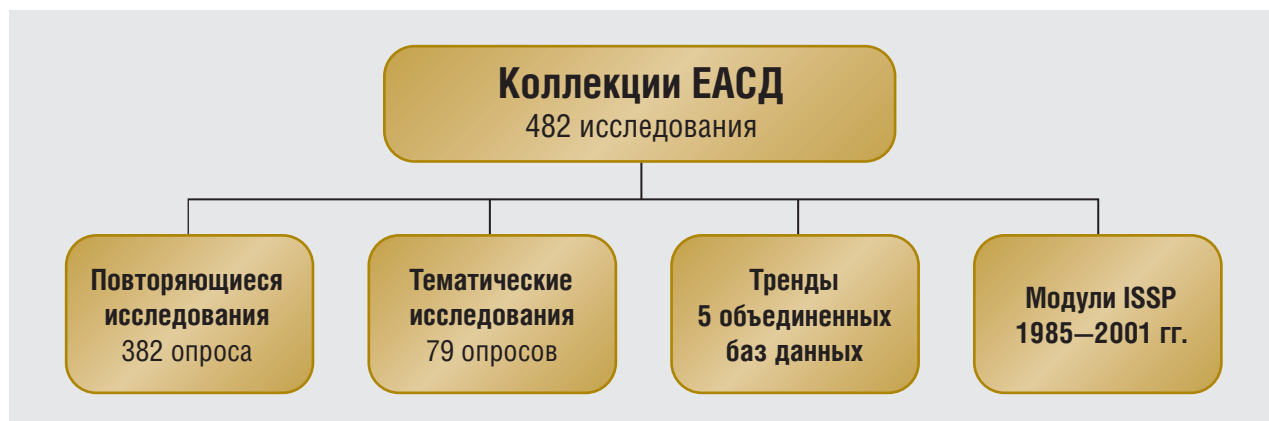 Коллекции ЕАСД
482 исследования
Повторяющиеся
исследования
382 опроса
Тематические
исследования
79 опросов
Тренды
5 объединенных
баз данных
Модули ISSP
1985—2001 гг.